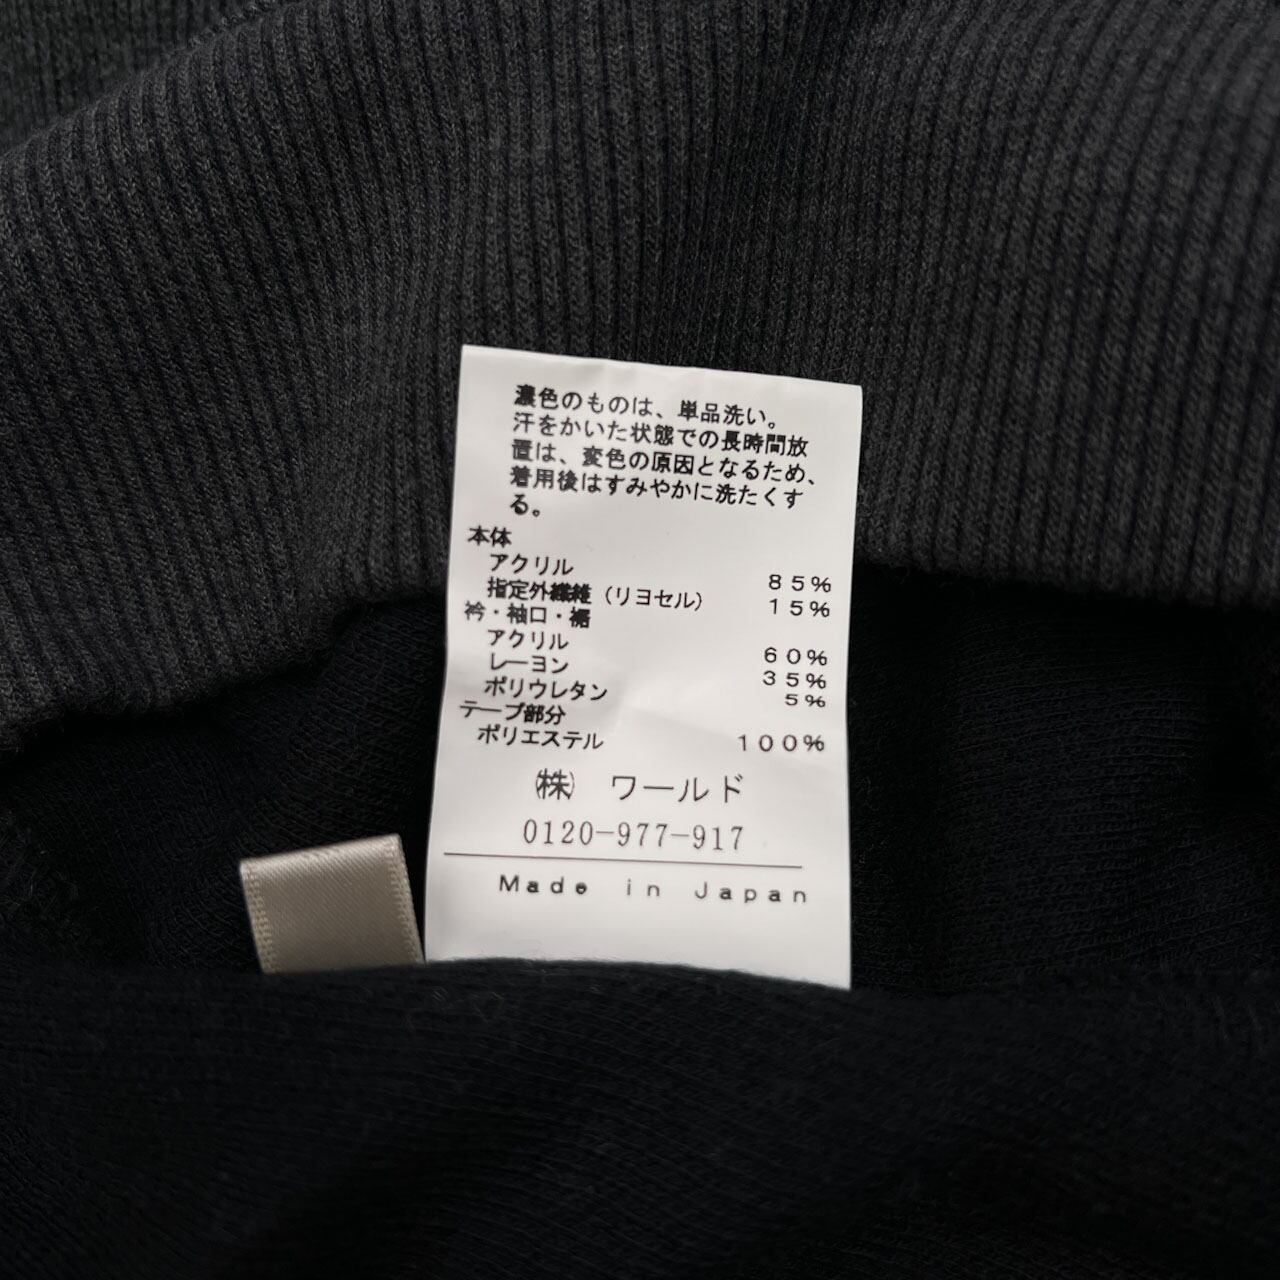 濃色のものは、単品洗い。
汗をかいた状態での長時間放
置は、変色の原因となるため、
着用後はすみやかに洗たくす
る。
本体
アクリル 85%
指定外繊維（リヨセル） 15%
衿・袖口・裾
アクリル 60%
レーヨン 35%
ポリウレタン 5%
テープ部分
ポリエステル 100%
㈱ ワールド
0120-977-917
Made in Japan